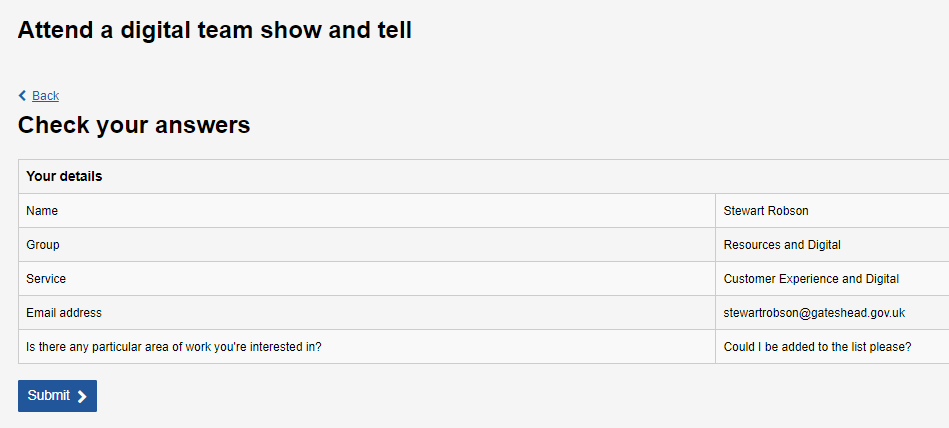 Attend a digital team show and tell
Back
Check your answers
Your details
Name Stewart Robson
Group Resources and Digital
Service Customer Experience and Digital
Email address stewartrobson@gateshead.gov.uk
Is there any particular area of work you're interested in? Could I be added to the list please?
Submit